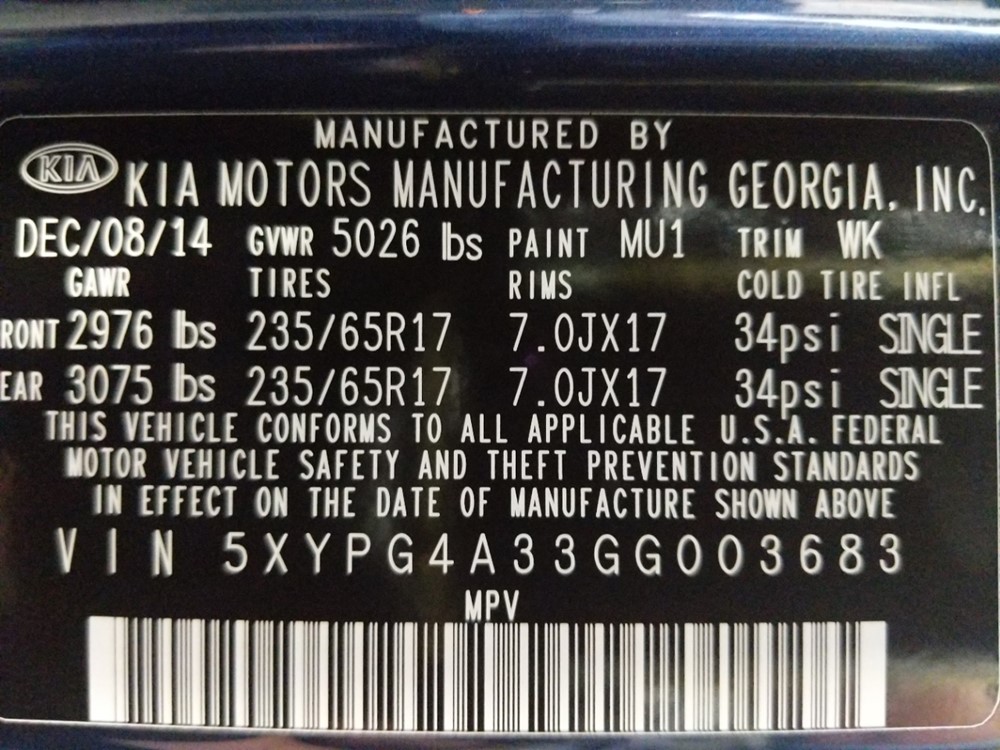 MANUFACTURED BY
KIA KIA MOTORS MANUFACTURING GEORGIA, INC.
DEC/08/14 GVWR 5026 lbs PAINT MU1 TRIM WK
GAWR TIRES RIMS COLD TIRE INFL
RONT 2976 lbs 235/65R17 7.0JX17 34psi SINGLE
EAR 3075 lbs 235/65R17 7.0JX17 34psi SINGLE
THIS VEHICLE CONFORMS TO ALL APPLICABLE U.S.A. FEDERAL
MOTOR VEHICLE SAFETY AND THEFT PREVENTION STANDARDS
IN EFFECT ON THE DATE OF MANUFACTURE SHOWN ABOVE
VIN 5XYPG4A33GG003683
MPV